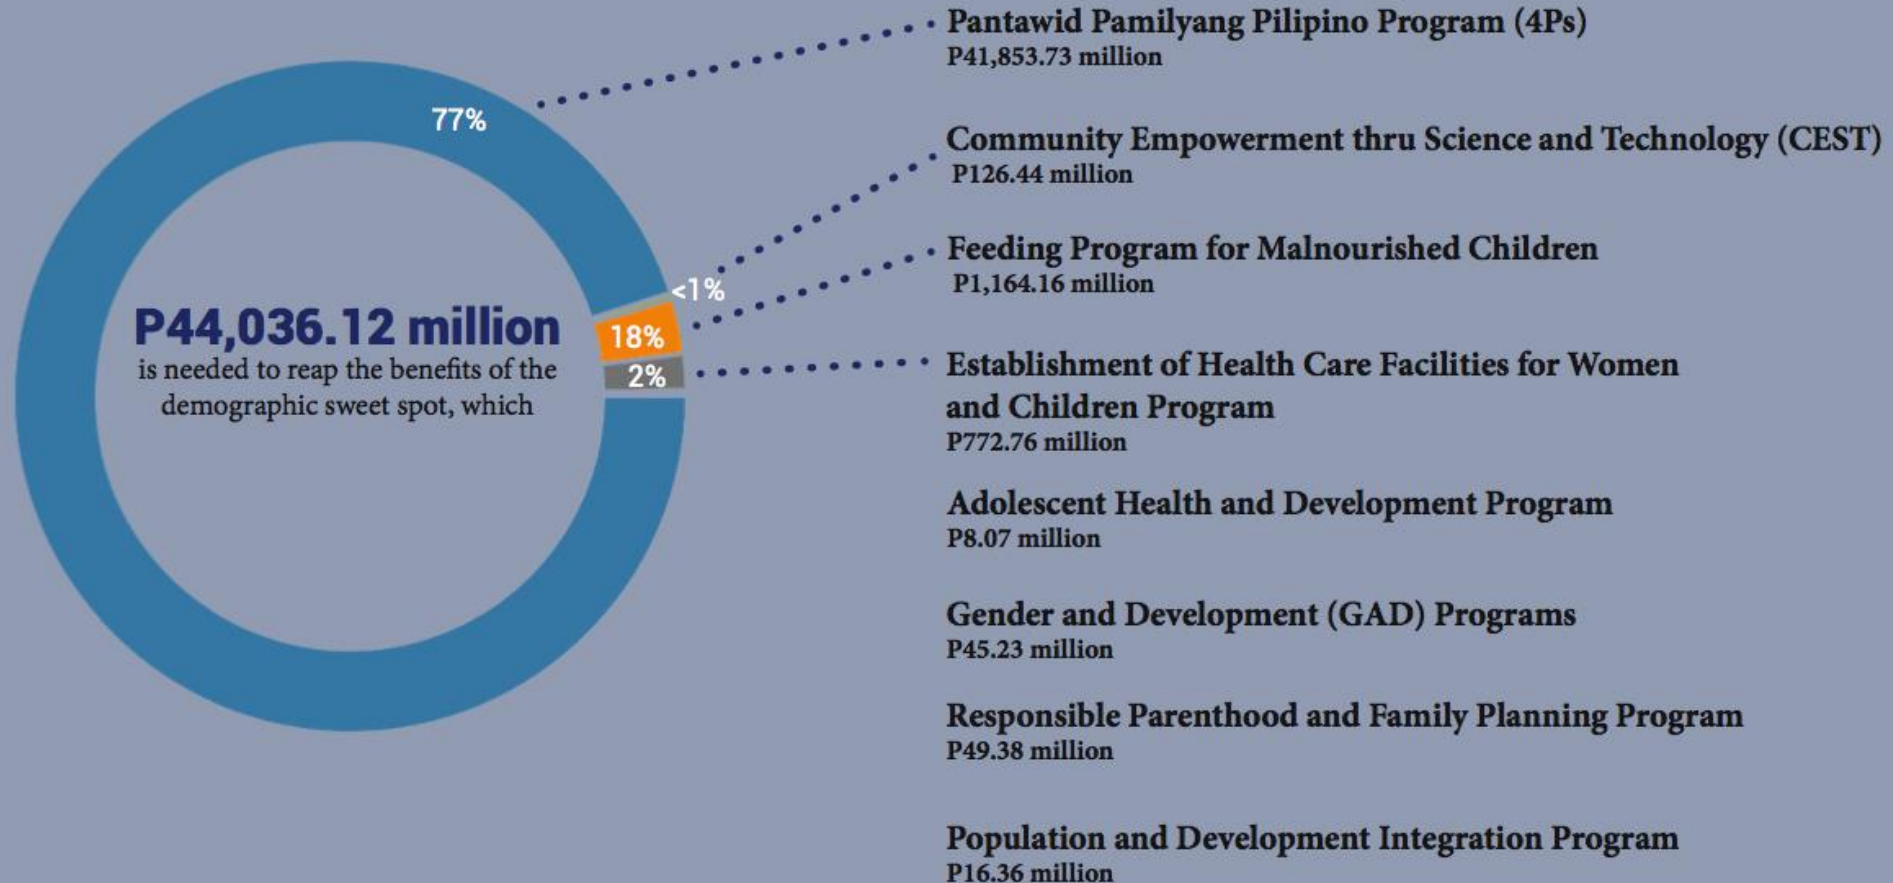 77%
<1%
18%
2%
P44,036.12 million
is needed to reap the benefits of the
demographic sweet spot, which
Pantawid Pamilyang Pilipino Program (4Ps)
P41,853.73 million
Community Empowerment thru Science and Technology (CEST)
P126.44 million
Feeding Program for Malnourished Children
P1,164.16 million
Establishment of Health Care Facilities for Women
and Children Program
P772.76 million
Adolescent Health and Development Program
P8.07 million
Gender and Development (GAD) Programs
P45.23 million
Responsible Parenthood and Family Planning Program
P49.38 million
Population and Development Integration Program
P16.36 million